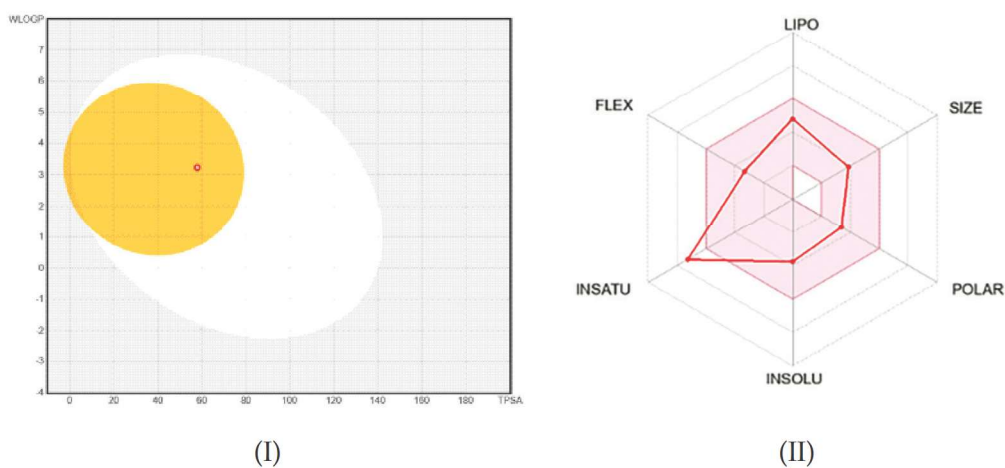 WLOGP
7
6
5
4
3
2
1
0
-1
-2
-3
-4
0 20 40 60 80 100 120 140 160 180 TPSA
(I)
LIPO
FLEX SIZE
INSATU POLAR
INSOLU
(II)